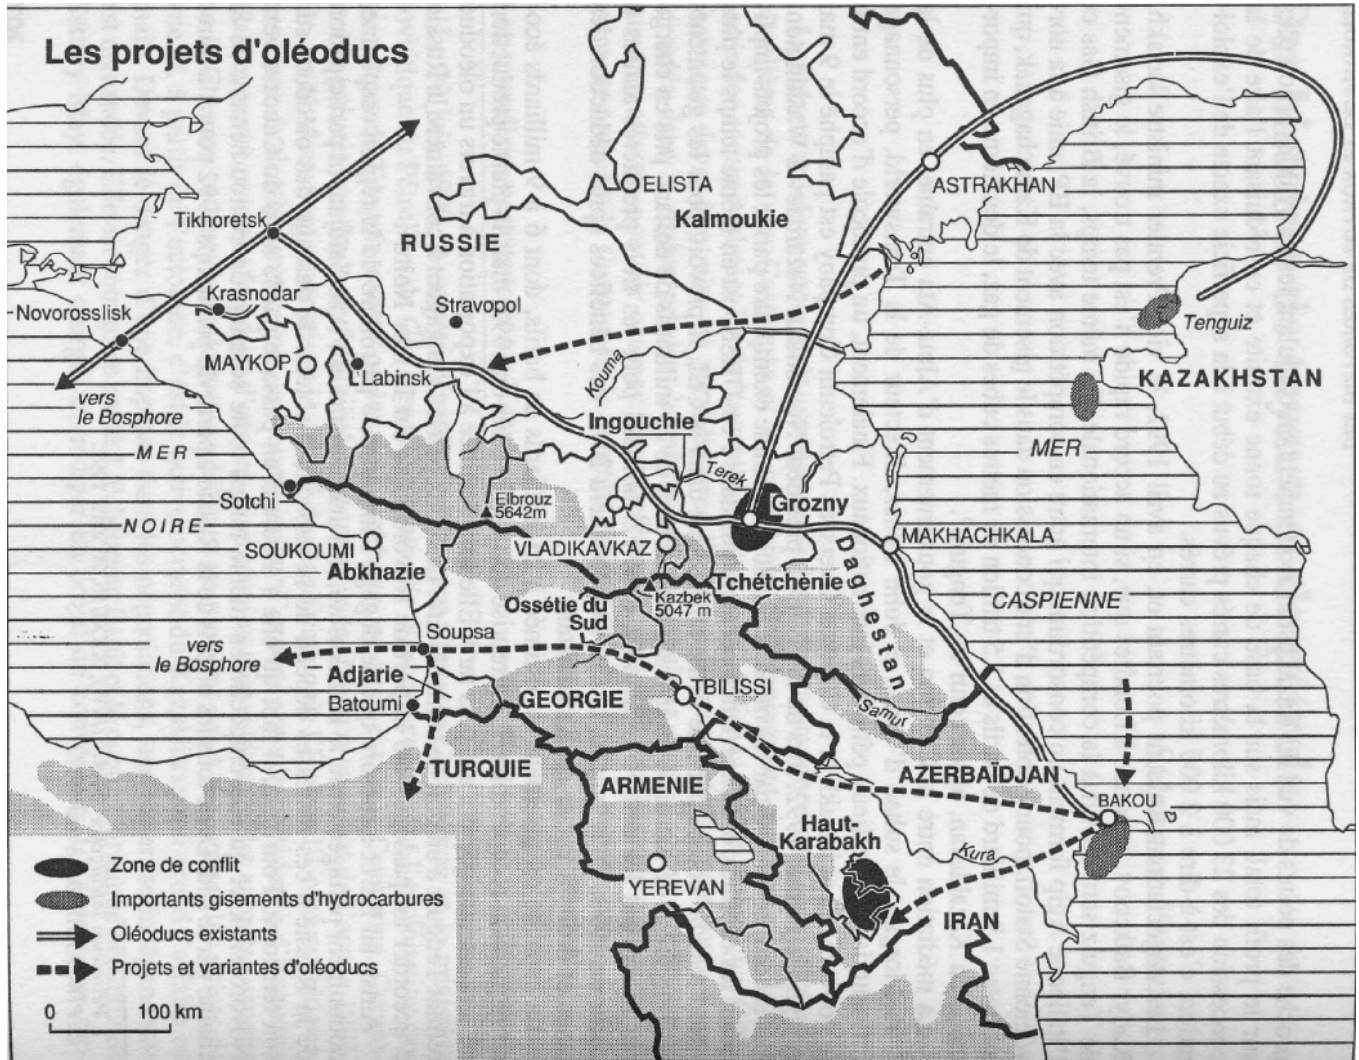 Les projets d'oléoducs
ELISTA
Kalmoukie
ASTRAKHAN
Tikhoretsk
RUSSIE
Krasnodar
Novorosslisk
Stravopol
Tenguiz
MAYKOP
Labinsk
Kouma
KAZAKHSTAN
vers
le Bosphore
Ingouchie
MER
MER
Terek
Sotchi
Elbrouz
5642m
Grozny
NOIRE
SOUKOUMI
VLADIKAVKAZ
MAKHACHKALA
Abkhazie
Tchétchènie
Daghestan
Kazbek
5047 m
CASPIENNE
Ossétie du
Sud
Soupsa
vers
le Bosphore
Adjarie
TBILISSI
Batoumi
GEORGIE
Samur
TURQUIE
ARMENIE
AZERBAÏDJAN
BAKOU
Haut-
Karabakh
Kura
YEREVAN
IRAN
Zone de conflit
Importants gisements d'hydrocarbures
Oléoducs existants
Projets et variantes d'oléoducs
0 100 km